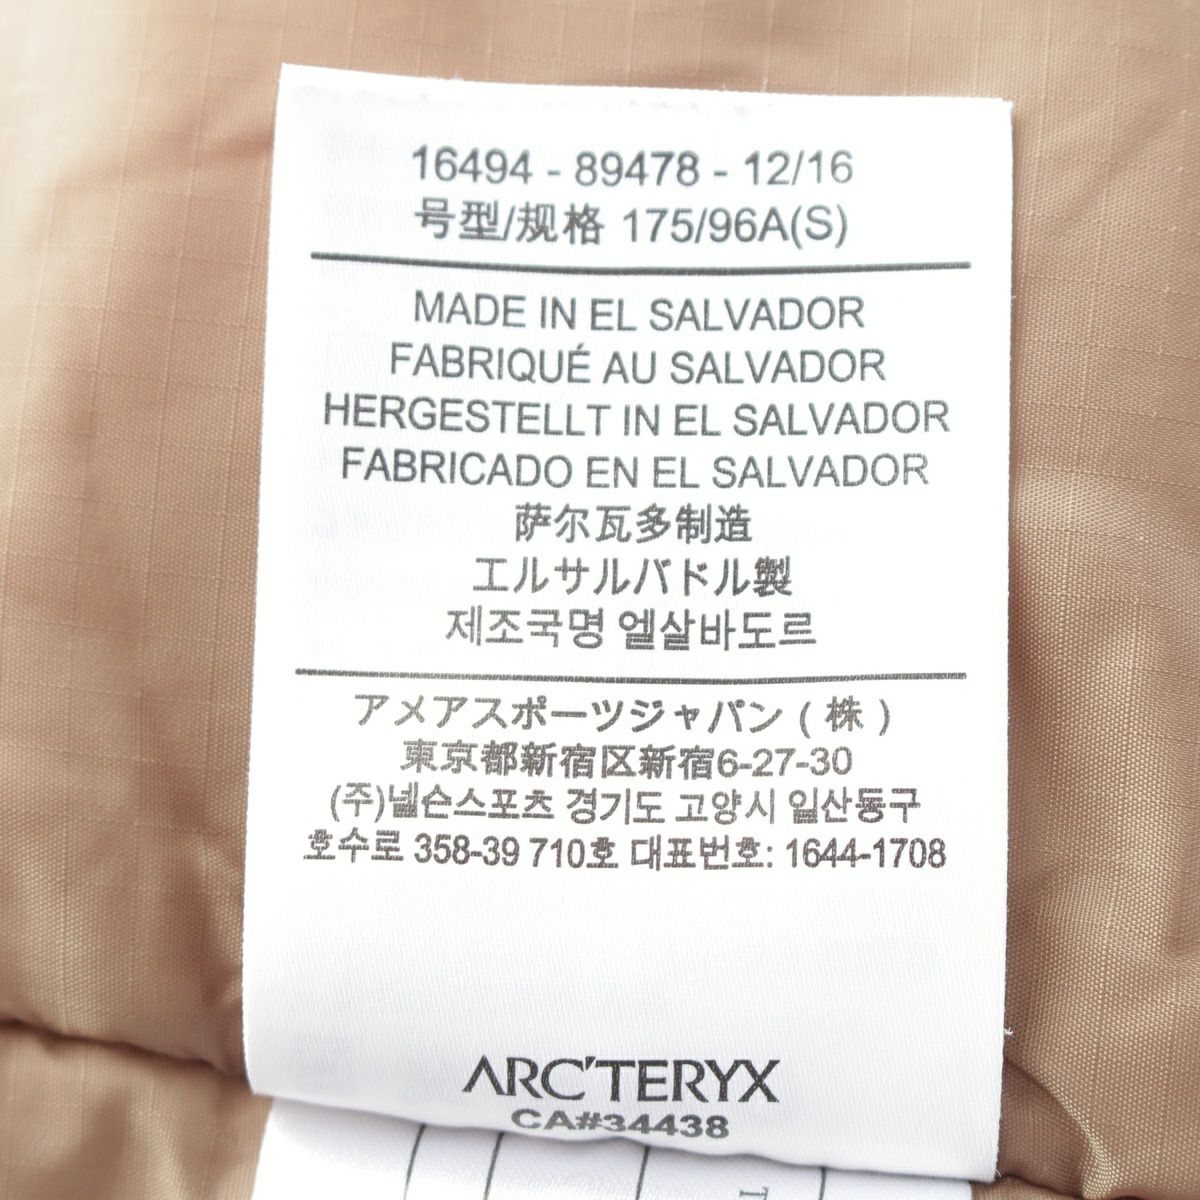 16494 - 89478 - 12/16
号型/规格 175/96A(S)
MADE IN EL SALVADOR
FABRIQUÉ AU SALVADOR
HERGESTELLT IN EL SALVADOR
FABRICADO EN EL SALVADOR
萨尔瓦多制造
エルサルバドル製
제조국명 엘살바도르
アメアスポーツジャパン ( 株 )
東京都新宿区新宿6-27-30
(주)넬슨스포츠 경기도 고양시 일산동구
호수로 358-39 710호 대표번호: 1644-1708
ARC'TERYX
CA#34438